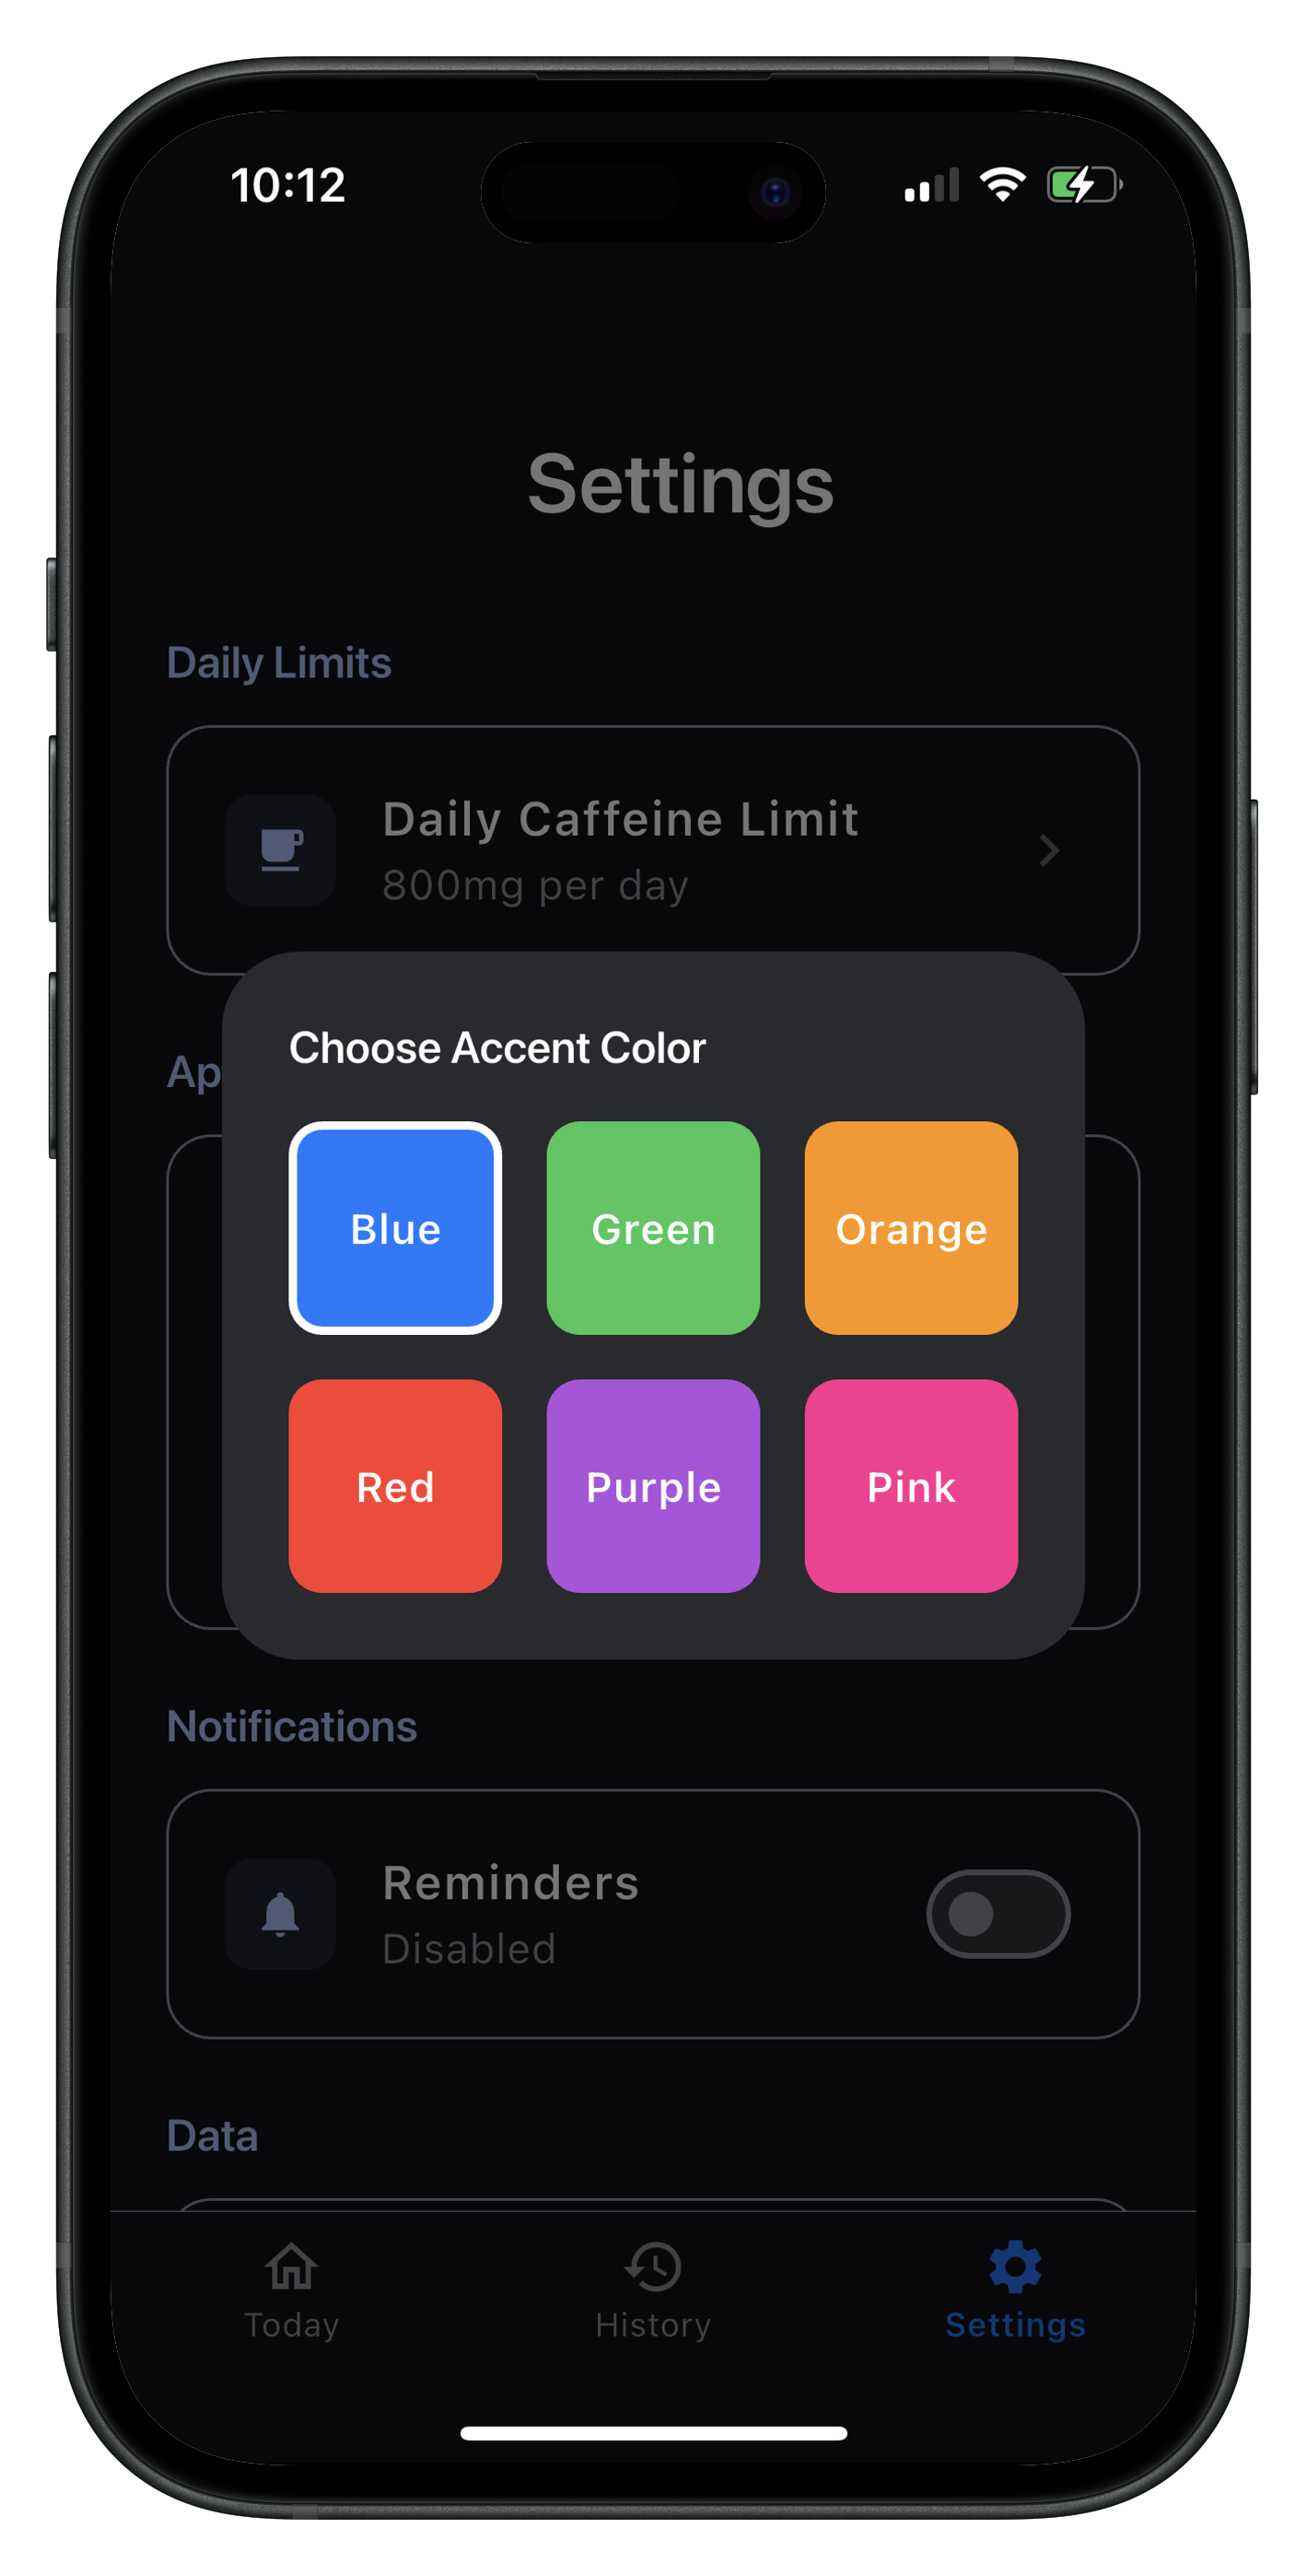 10:12
Settings
Daily Limits
Daily Caffeine Limit
800mg per day
Ap
Choose Accent Color
Blue
Green
Orange
Red
Purple
Pink
Notifications
Reminders
Disabled
Data
Today
History
Settings